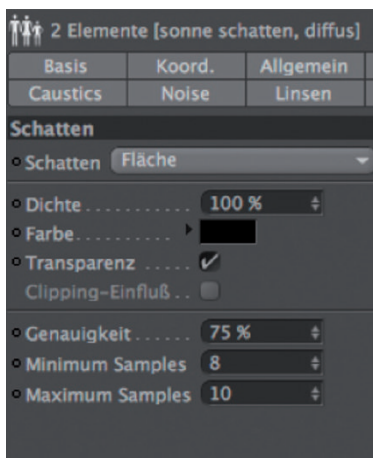 2 Elemente [sonne schatten, diffus]
Basis Koord. Allgemein
Caustics Noise Linsen
Schatten
Schatten Fläche
Dichte . . . . . . . . . . . 100 %
Farbe. . . . . . . . . . .
Transparenz . . . . . ✔
Clipping-Einfluß . .
Genauigkeit . . . . . . 75 %
Minimum Samples 8
Maximum Samples 10